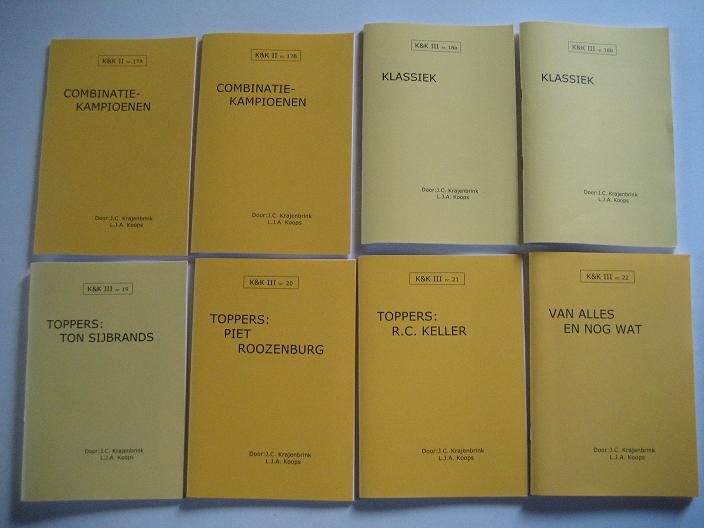 K&K II nr. 17A
COMBINATIE-
KAMPIOENEN
Door:J.C. Krajenbrink
L.J.A. Koops
K&K II nr. 17B
COMBINATIE-
KAMPIOENEN
Door:J.C. Krajenbrink
L.J.A. Koops
K&K III nr. 18a
KLASSIEK
Door:J.C. Krajenbrink
L.J.A. Koops
K&K III nr. 18b
KLASSIEK
Door:J.C. Krajenbrink
L.J.A. Koops
K&K III nr. 19
TOPPERS:
TON SIJBRANDS
Door:J.C. Krajenbrink
L.J.A. Koops
K&K III nr. 20
TOPPERS:
PIET
ROOZENBURG
Door:J.C. Krajenbrink
L.J.A. Koops
K&K III nr. 21
TOPPERS:
R.C. KELLER
Door:J.C. Krajenbrink
L.J.A. Koops
K&K III nr. 22
VAN ALLES
EN NOG WAT
Door:J.C. Krajenbrink
L.J.A. Koops